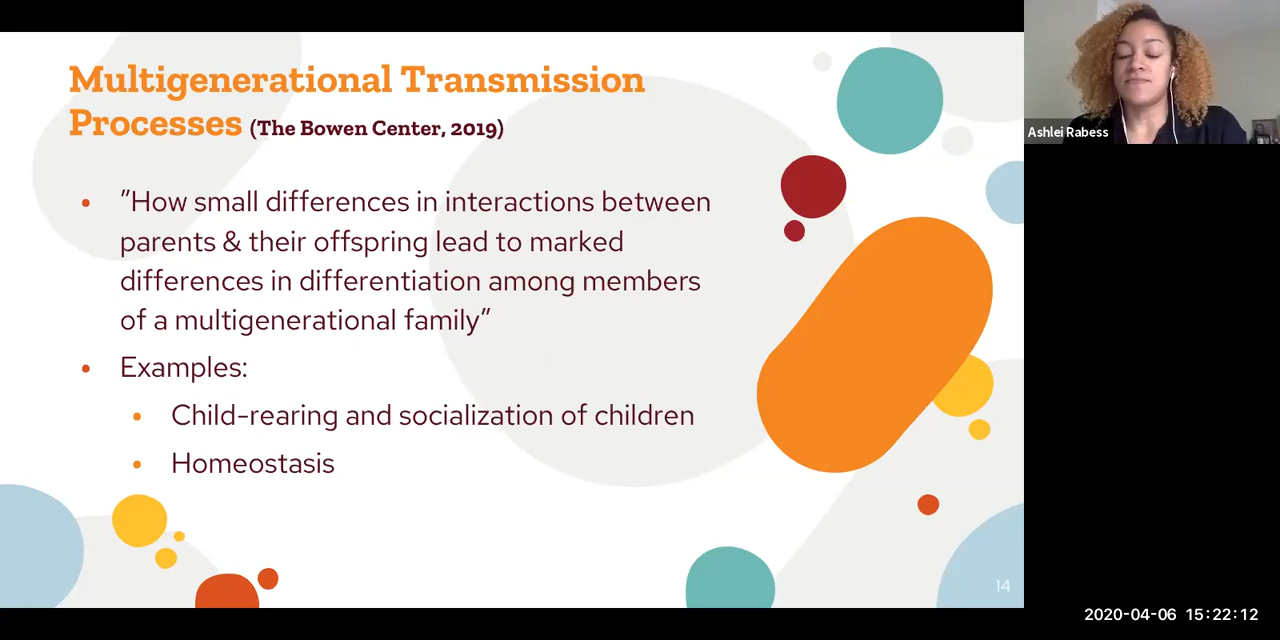 Multigenerational Transmission
Processes (The Bowen Center, 2019)
• ”How small differences in interactions between
parents & their offspring lead to marked
differences in differentiation among members
of a multigenerational family”
• Examples:
• Child-rearing and socialization of children
• Homeostasis
14
Ashlei Rabess
2020-04-06 15:22:12